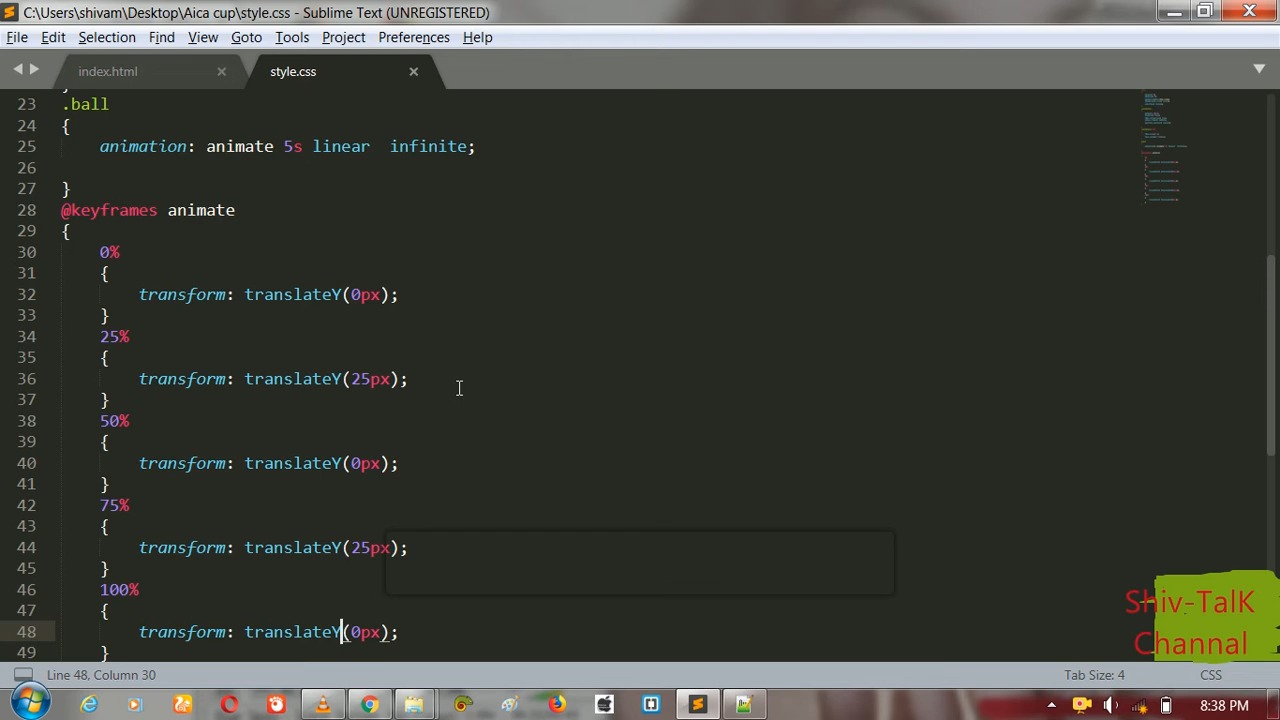 C:\Users\shivam\Desktop\Aica cup\style.css - Sublime Text (UNREGISTERED)
File Edit Selection Find View Goto Tools Project Preferences Help
index.html style.css
23 .ball
24 {
25 animation: animate 5s linear  infinite;
26
27 }
28 @keyframes animate
29 {
30 0%
31 {
32 transform: translateY(0px);
33 }
34 25%
35 {
36 transform: translateY(25px);
37 }
38 50%
39 {
40 transform: translateY(0px);
41 }
42 75%
43 {
44 transform: translateY(25px);
45 }
46 100%
47 {
48 transform: translateY(0px);
49 }
Shiv-TalK
Channel
Line 48, Column 30 Tab Size: 4 CSS
8:38 PM